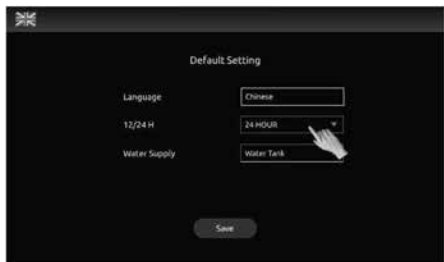 Default Setting
Language Chinese
12/24 H 24 HOUR
Water Supply Water Tank
Save